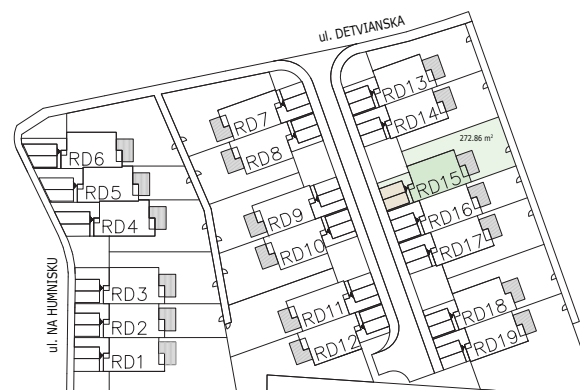 ul. DETVIANSKA
RD13
RD7
RD14
RD8
272.86 m²
RD6
RD5
RD15
RD4
RD9
RD16
RD10
RD17
ul. NA HUMNISKU
RD3
RD11
RD18
RD2
RD12
RD19
RD1